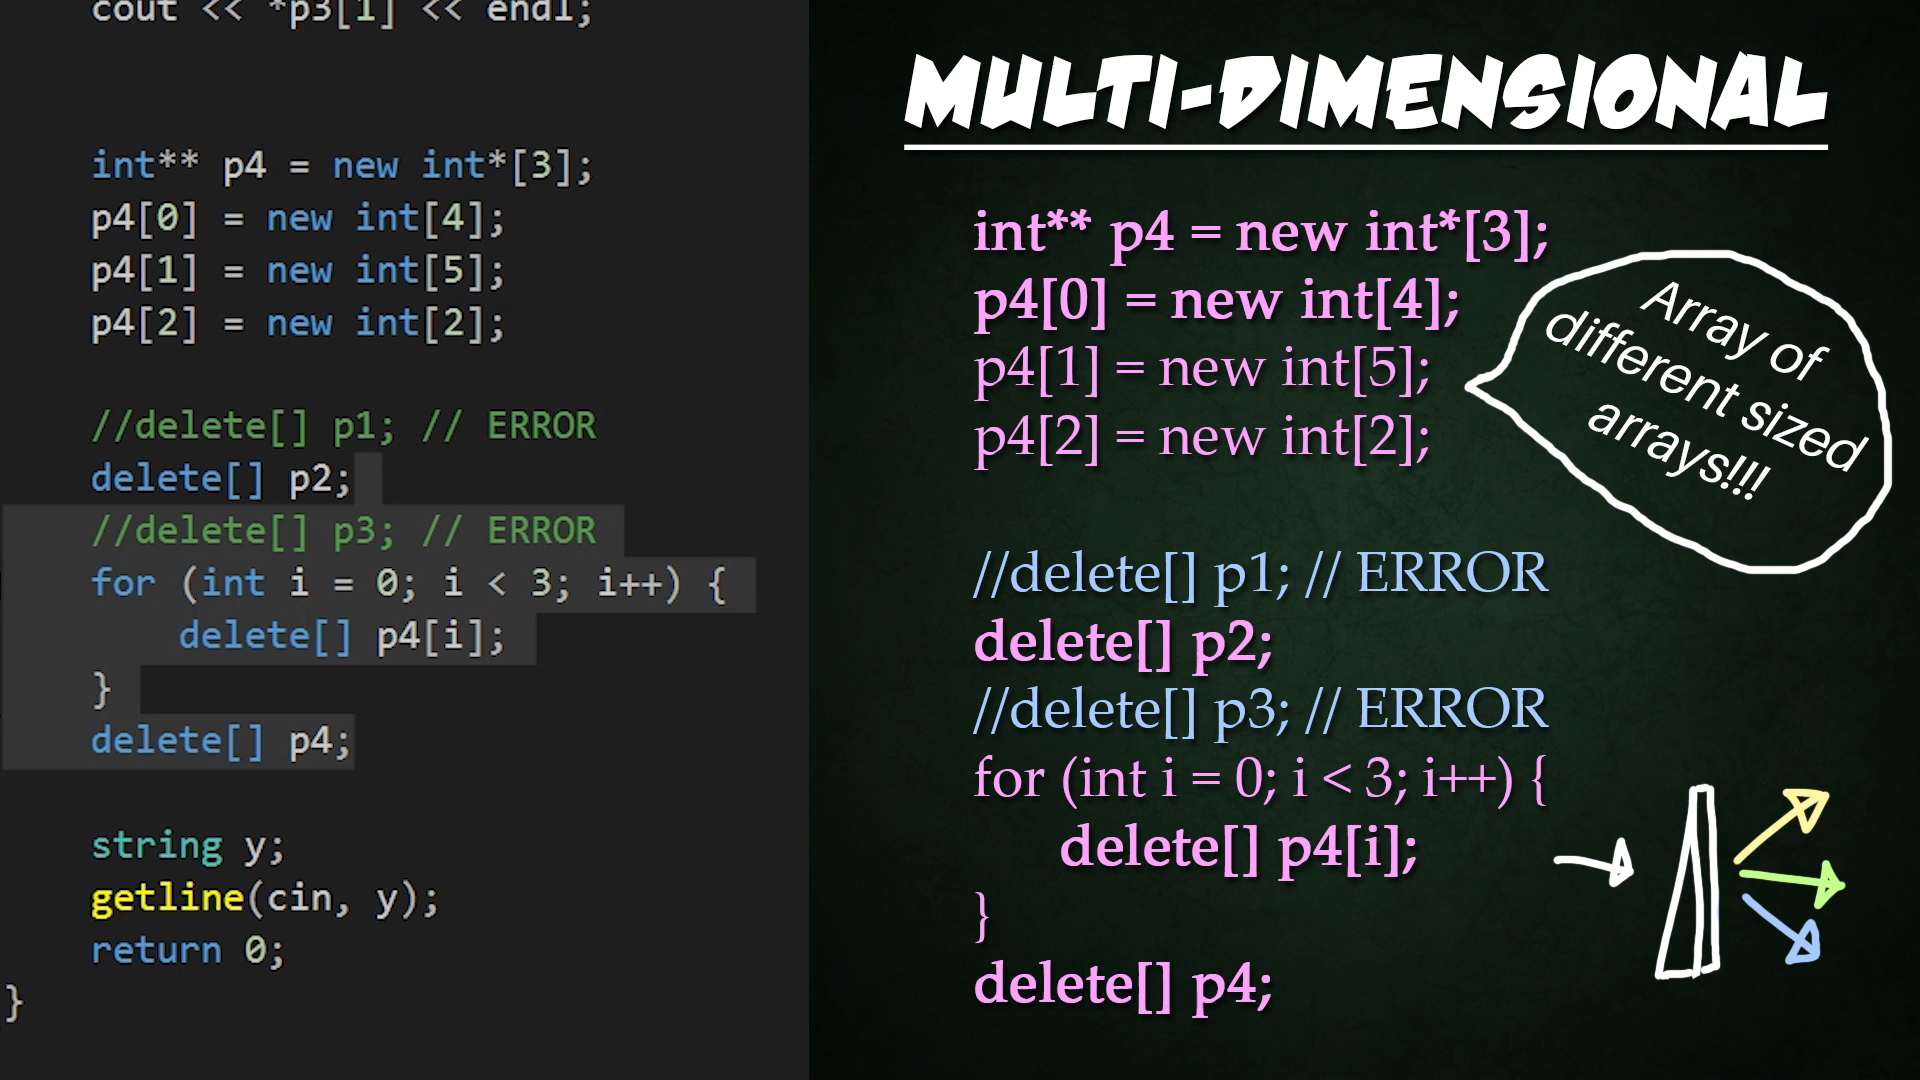 cout << *p3[1] << endl;
int** p4 = new int*[3];
p4[0] = new int[4];
p4[1] = new int[5];
p4[2] = new int[2];
//delete[] p1; // ERROR
delete[] p2;
//delete[] p3; // ERROR
for (int i = 0; i < 3; i++) {
delete[] p4[i];
}
delete[] p4;
string y;
getline(cin, y);
return 0;
}
MULTI-DIMENSIONAL
int** p4 = new int*[3];
p4[0] = new int[4];
p4[1] = new int[5];
p4[2] = new int[2];
Array of
different sized
arrays!!!
//delete[] p1; // ERROR
delete[] p2;
//delete[] p3; // ERROR
for (int i = 0; i < 3; i++) {
delete[] p4[i];
}
delete[] p4;